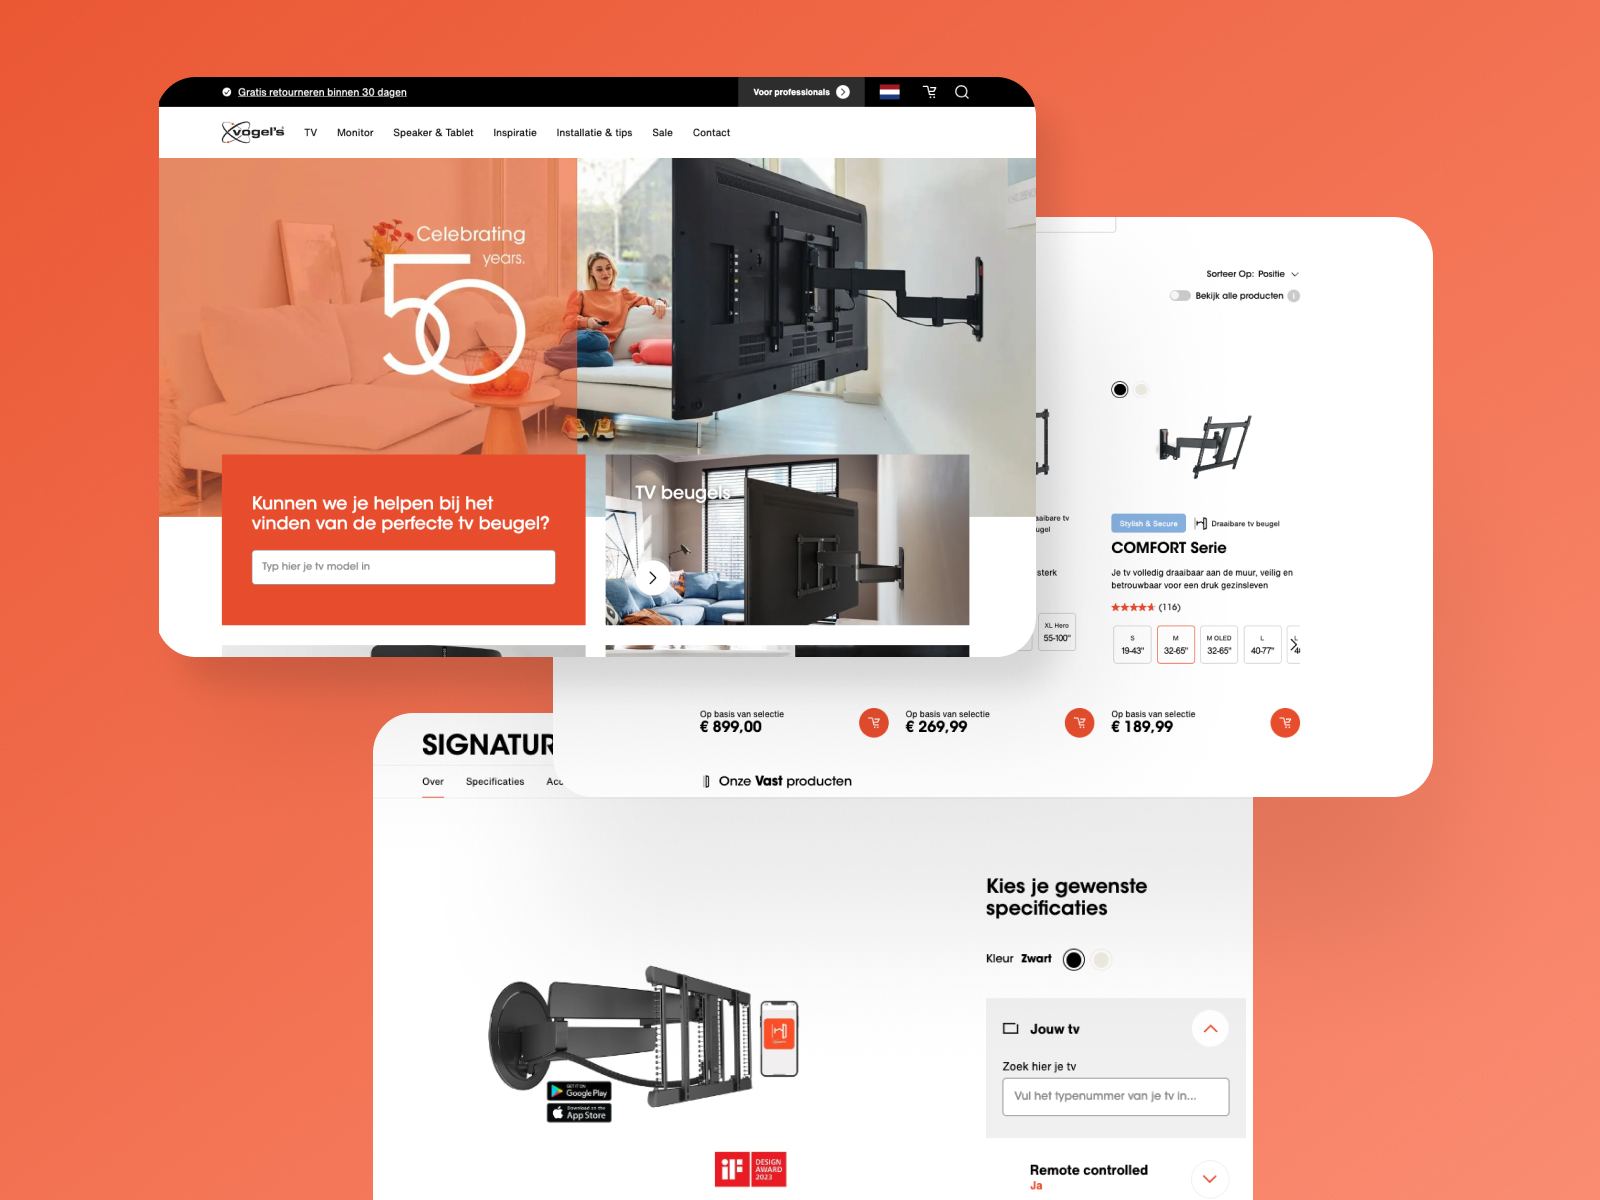 Gratis retourneren binnen 30 dagen
Voor professionals
vogel's
TV
Monitor
Speaker & Tablet
Inspiratie
Installatie & tips
Sale
Contact
Celebrating
50
years.
Kunnen we je helpen bij het
vinden van de perfecte tv beugel?
Typ hier je tv model in
TV beugels
Sorteer Op: Positie
Bekijk alle producten
sterk
XL Hero
55-100"
Stylish & Secure
Draaibare tv beugel
COMFORT Serie
Je tv volledig draaibaar aan de muur, veilig en
betrouwbaar voor een druk gezinsleven
(116)
S
19-43"
M
32-65"
M OLED
32-65"
L
40-77"
Op basis van selectie
€ 899,00
Op basis van selectie
€ 269,99
Op basis van selectie
€ 189,99
Onze Vast producten
SIGNATUR
Over
Specificaties
Acc
Kies je gewenste
specificaties
Kleur Zwart
Jouw tv
Zoek hier je tv
Vul het typenummer van je tv in...
GET IT ON
Google Play
Download on the
App Store
iF
DESIGN
AWARD
2023
Remote controlled
Ja